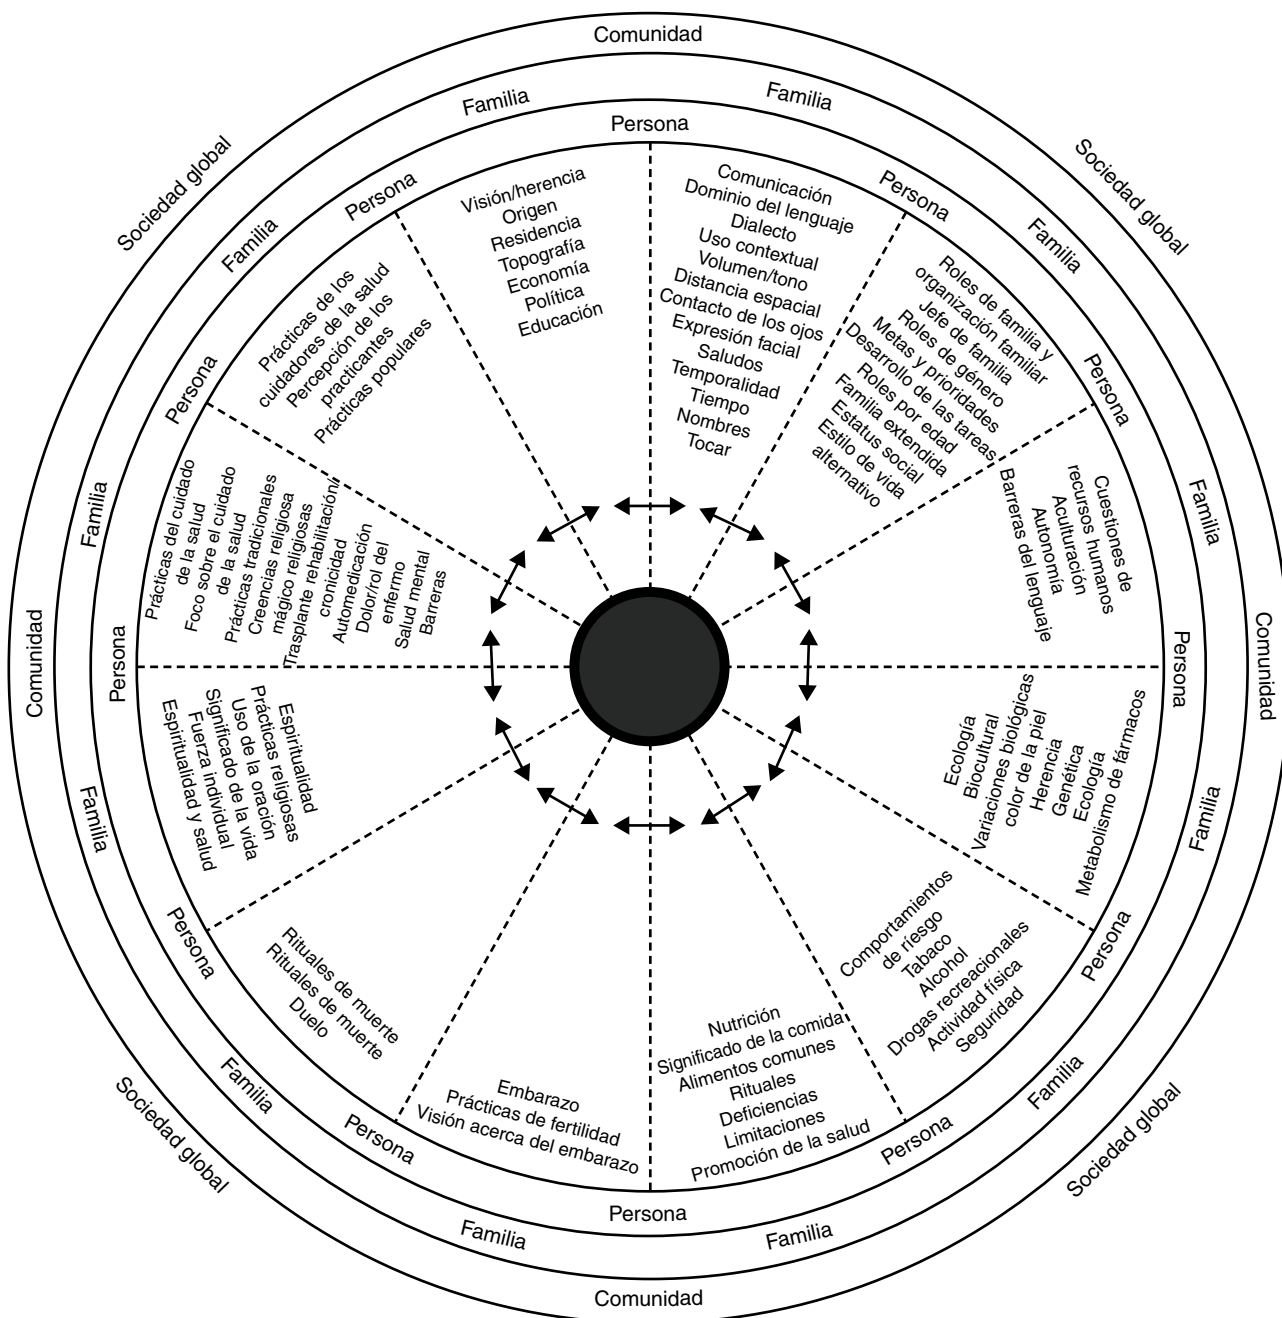 Comunidad
Familia
Familia
Persona
Sociedad global
Sociedad global
Persona
Persona
Familia
Familia
Visión/herencia
Origen
Residencia
Topografía
Economía
Política
Educación
Comunicación
Dominio del lenguaje
Dialecto
Uso contextual
Volumen/tono
Distancia espacial
Contacto de los ojos
Expresión facial
Saludos
Temporalidad
Tiempo
Nombres
Tocar
Roles de familia y
organización familiar
Jefe de familia
Roles de género
Metas y prioridades
Desarrollo de las tareas
Roles por edad
Familia extendida
Estatus social
Estilo de vida
alternativo
Persona
Familia
Cuestiones de
recursos humanos
Aculturación
Autonomía
Barreras del lenguaje
Persona
Comunidad
Ecología
Biocultural
Variaciones biológicas
color de la piel
Herencia
Genética
Ecología
Metabolismo de fármacos
Familia
Persona
Comportamientos
de riesgo
Tabaco
Alcohol
Drogas recreacionales
Actividad física
Seguridad
Familia
Sociedad global
Persona
Nutrición
Significado de la comida
Alimentos comunes
Rituales
Deficiencias
Limitaciones
Promoción de la salud
Familia
Persona
Comunidad
Embarazo
Prácticas de fertilidad
Visión acerca del embarazo
Familia
Persona
Rituales de muerte
Rituales de muerte
Duelo
Familia
Sociedad global
Persona
Espiritualidad
Prácticas religiosas
Uso de la oración
Significado de la vida
Fuerza individual
Espiritualidad y salud
Familia
Persona
Comunidad
Prácticas del cuidado
de la salud
Foco sobre el cuidado
de la salud
Prácticas tradicionales
Creencias religiosa
mágico religiosas
Trasplante rehabilitación/
cronicidad
Automedicación
Dolor/rol del
enfermo
Salud mental
Barreras
Familia
Persona
Prácticas de los
cuidadores de la salud
Percepción de los
practicantes
Prácticas populares